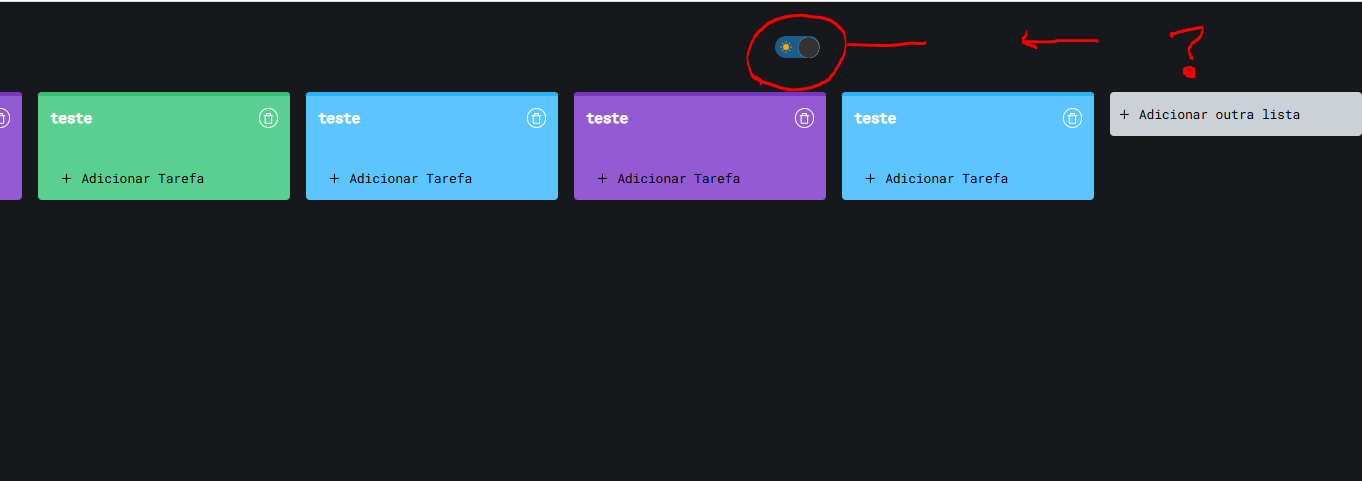 ?
teste
teste
teste
teste
+ Adicionar outra lista
+ Adicionar Tarefa
+ Adicionar Tarefa
+ Adicionar Tarefa
+ Adicionar Tarefa